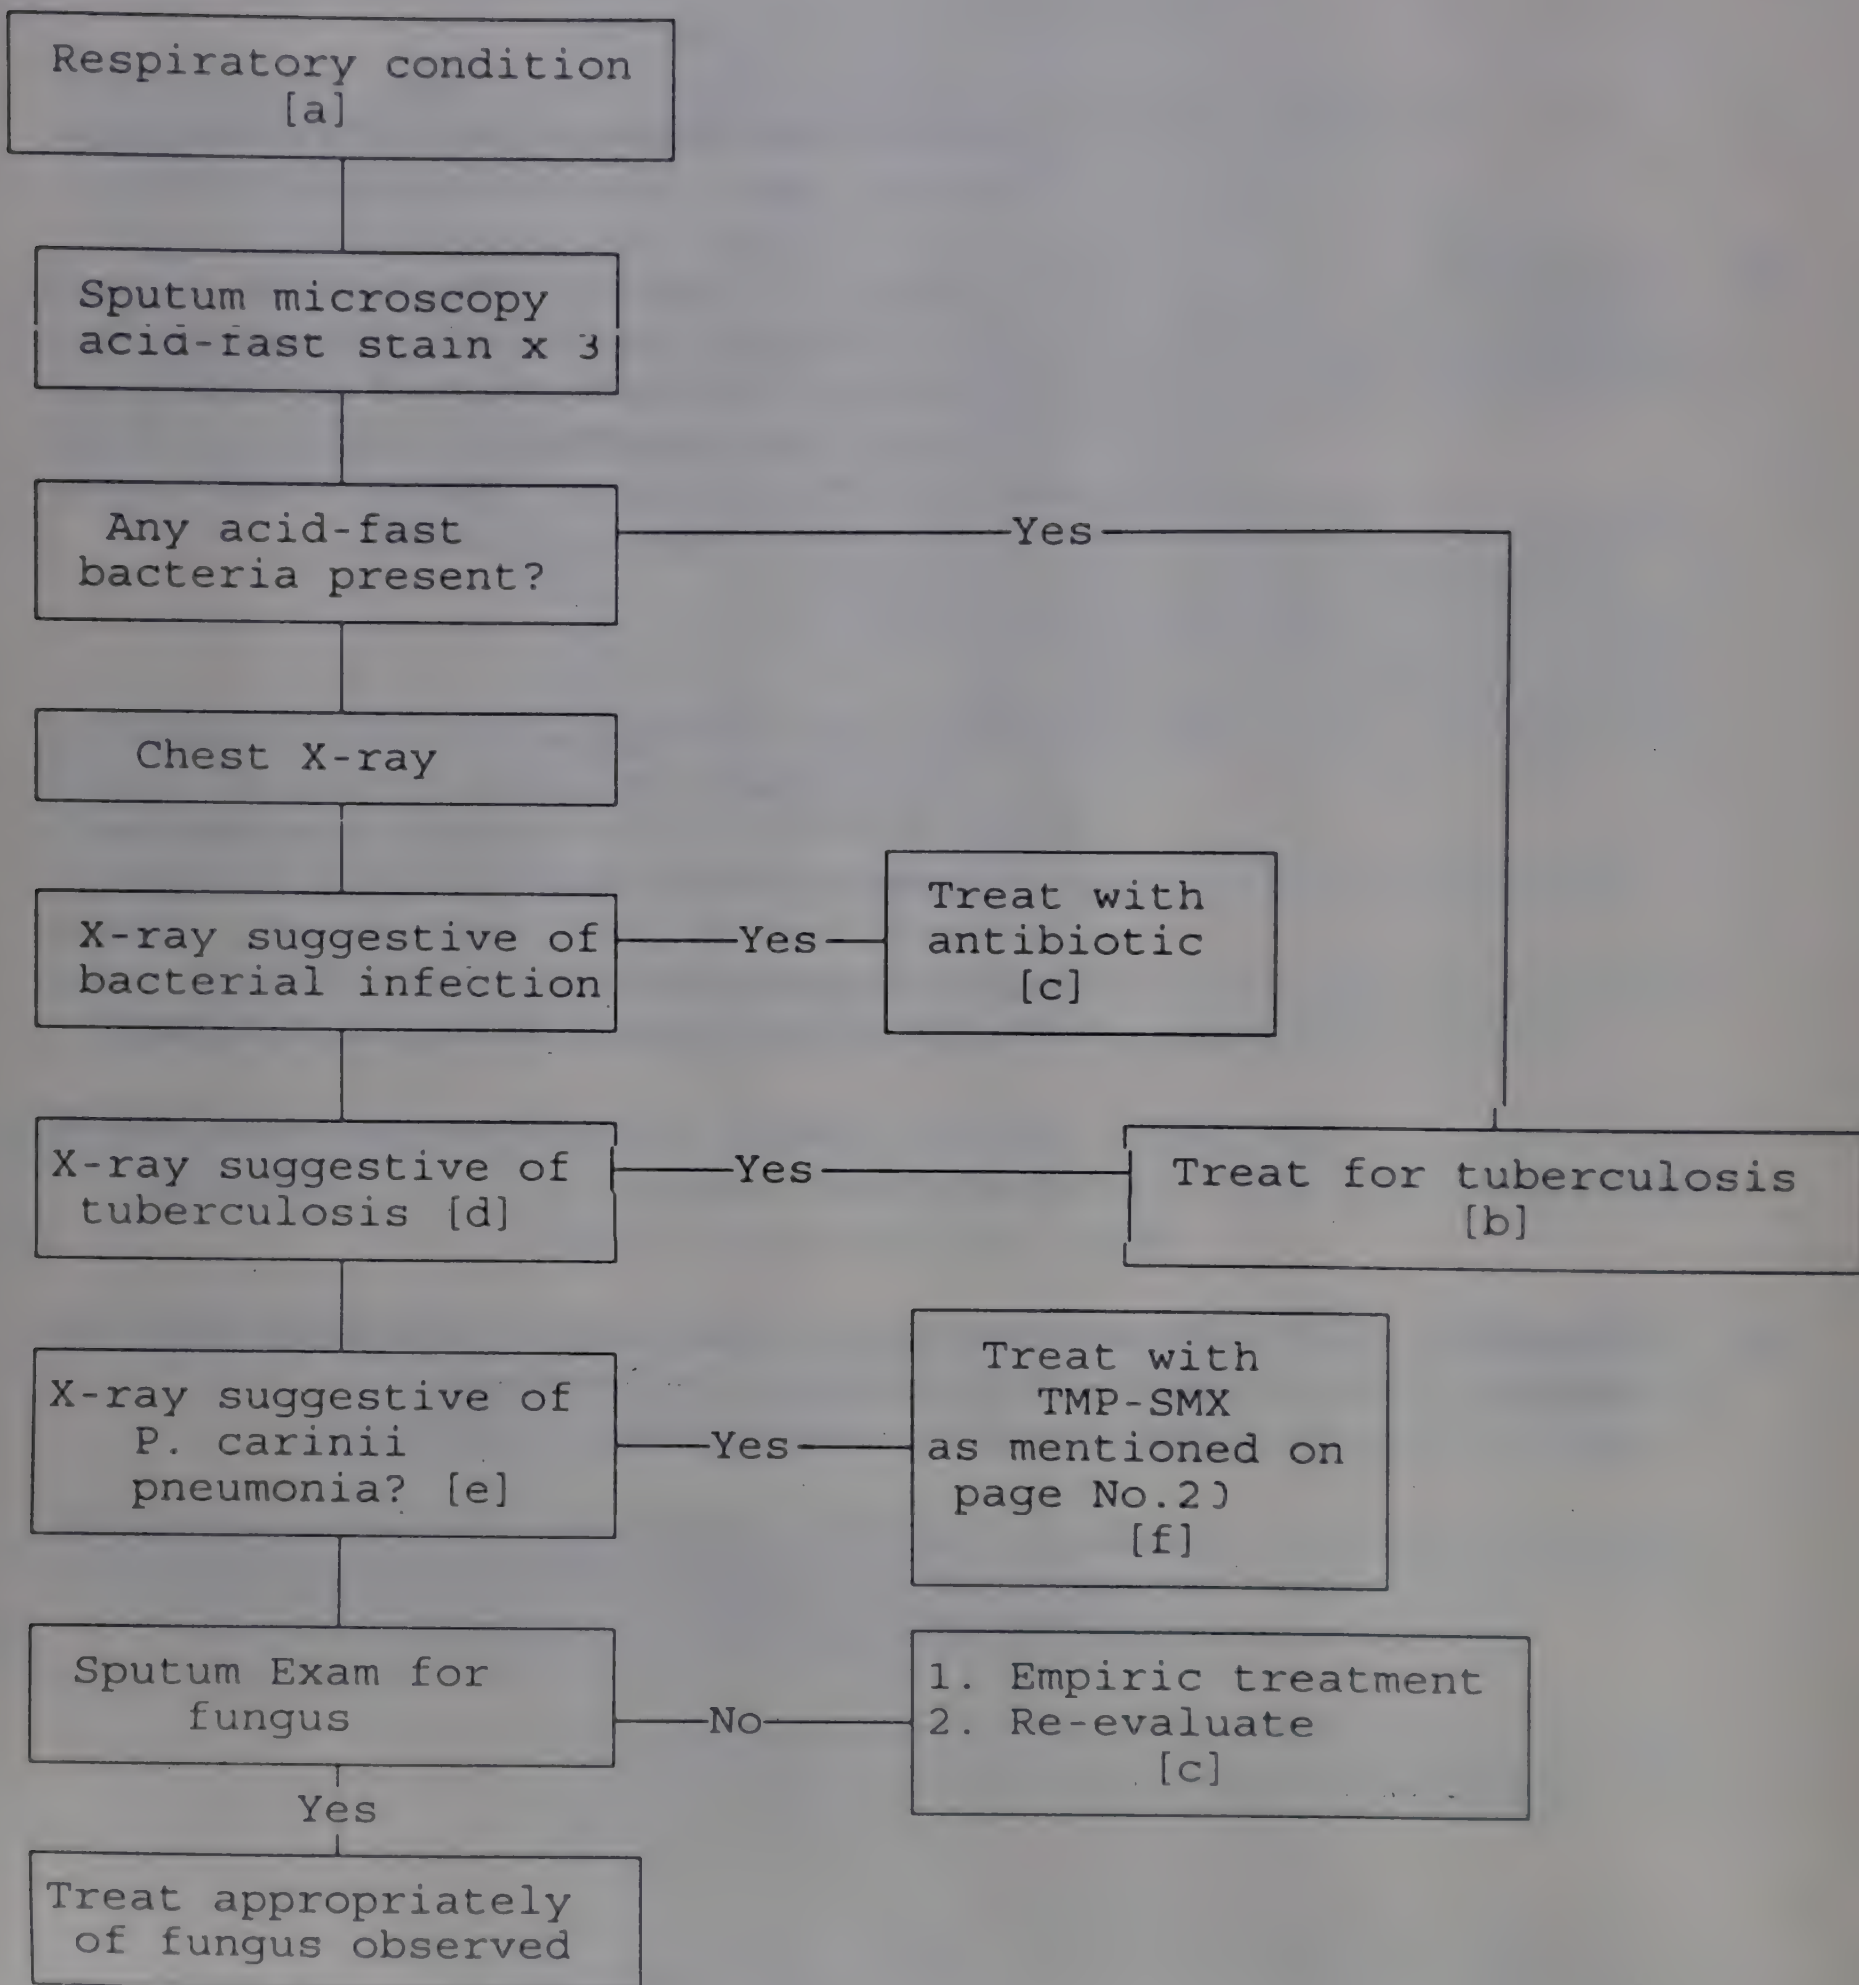 Respiratory condition
[a]
Sputum microscopy
acid-fast stain x 3
Any acid-fast
bacteria present?
Yes
Chest X-ray
X-ray suggestive of
bacterial infection
Yes
Treat with
antibiotic
[c]
X-ray suggestive of
tuberculosis [d]
Yes
Treat for tuberculosis
[b]
X-ray suggestive of
P. carinii
pneumonia? [e]
Yes
Treat with
TMP-SMX
as mentioned on
page No.2)
[f]
Sputum Exam for
fungus
No
1. Empiric treatment
2. Re-evaluate
[c]
Yes
Treat appropriately
of fungus observed